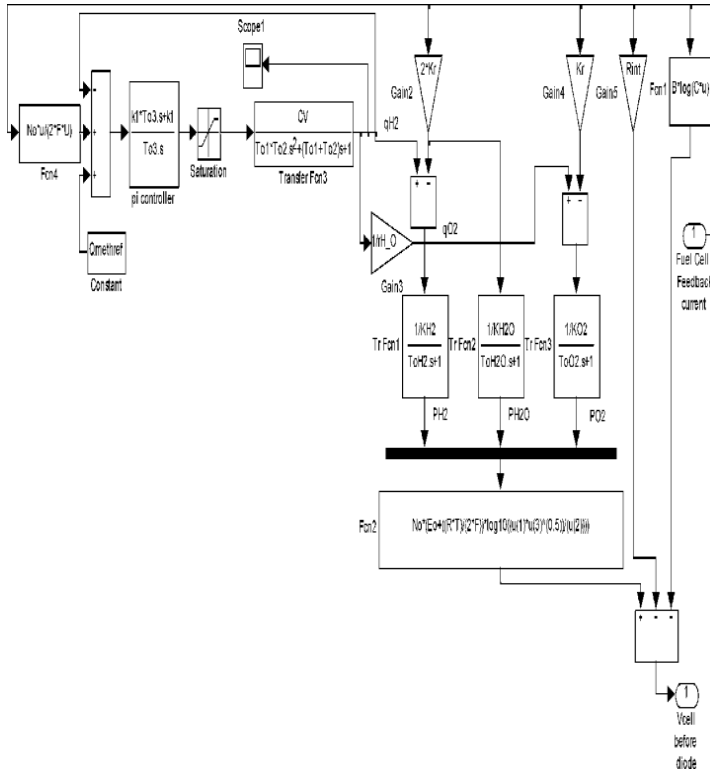 Scope1
2*Kr
Gain2
Kr
Gain4
Rint
Gain5
B*log(C*u)
Fcn1
No*u/(2*F*U)
Fcn4
k1*To3.s+k1
To3.s
pi controller
Saturation
CV
To1*To2.s²+(To1+To2)s+1
Transfer Fcn3
qH2
Qmethref
Constant
1/rH_O
Gain3
qO2
1
Fuel Cell
Feedback
current
1/KH2
ToH2.s+1
Tr Fcn1
1/KH2O
ToH2O.s+1
Tr Fcn2
1/KO2
ToO2.s+1
Tr Fcn3
PH2
PH2O
PO2
No*(Eo+((R*T)/(2*F))*log10((u(1)*u(3)^(0.5))/(u(2))))
Fcn2
1
Vcell
before
diode